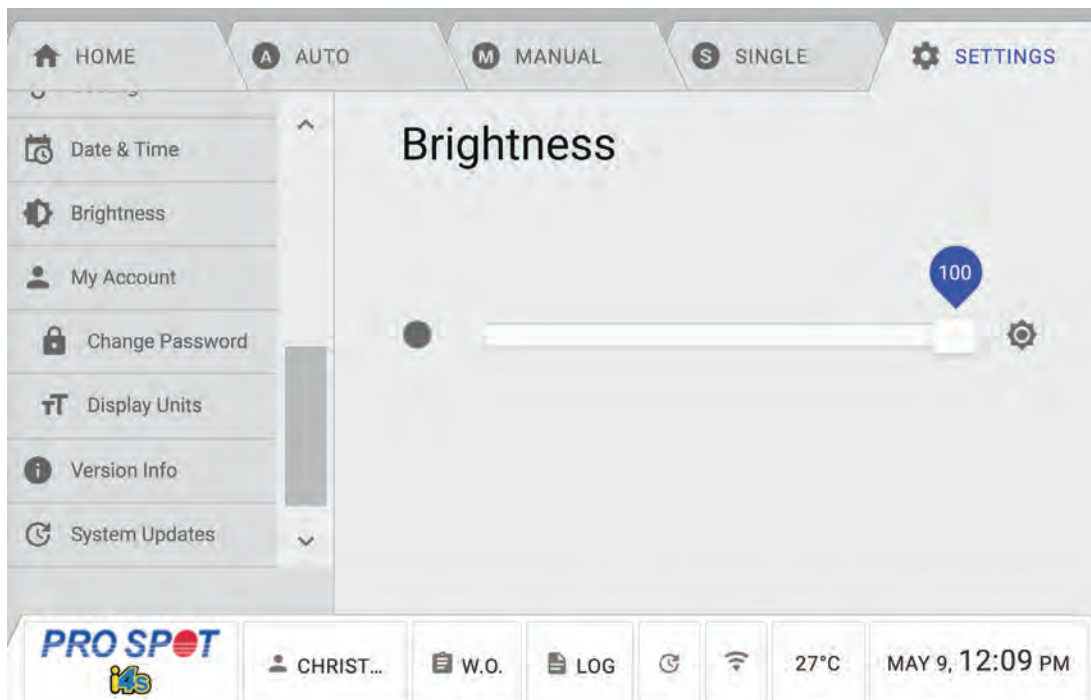 HOME
A AUTO
M MANUAL
S SINGLE
SETTINGS
Date & Time
Brightness
My Account
Change Password
TT Display Units
Version Info
System Updates
Brightness
100
PRO SPOT
i4s
CHRIST...
W.O.
LOG
27°C
MAY 9, 12:09 PM